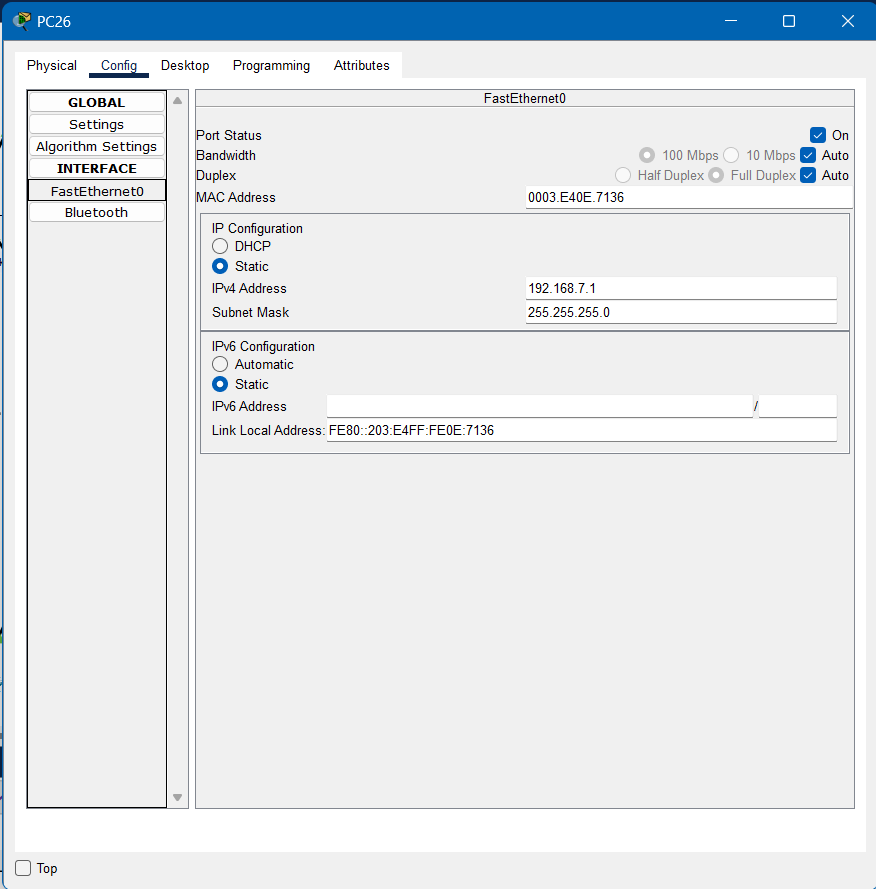 PC26
Physical Config Desktop Programming Attributes
GLOBAL
Settings
Algorithm Settings
INTERFACE
FastEthernet0
Bluetooth
FastEthernet0
Port Status On
Bandwidth 100 Mbps 10 Mbps Auto
Duplex Half Duplex Full Duplex Auto
MAC Address 0003.E40E.7136
IP Configuration
DHCP
Static
IPv4 Address 192.168.7.1
Subnet Mask 255.255.255.0
IPv6 Configuration
Automatic
Static
IPv6 Address /
Link Local Address: FE80::203:E4FF:FE0E:7136
Top